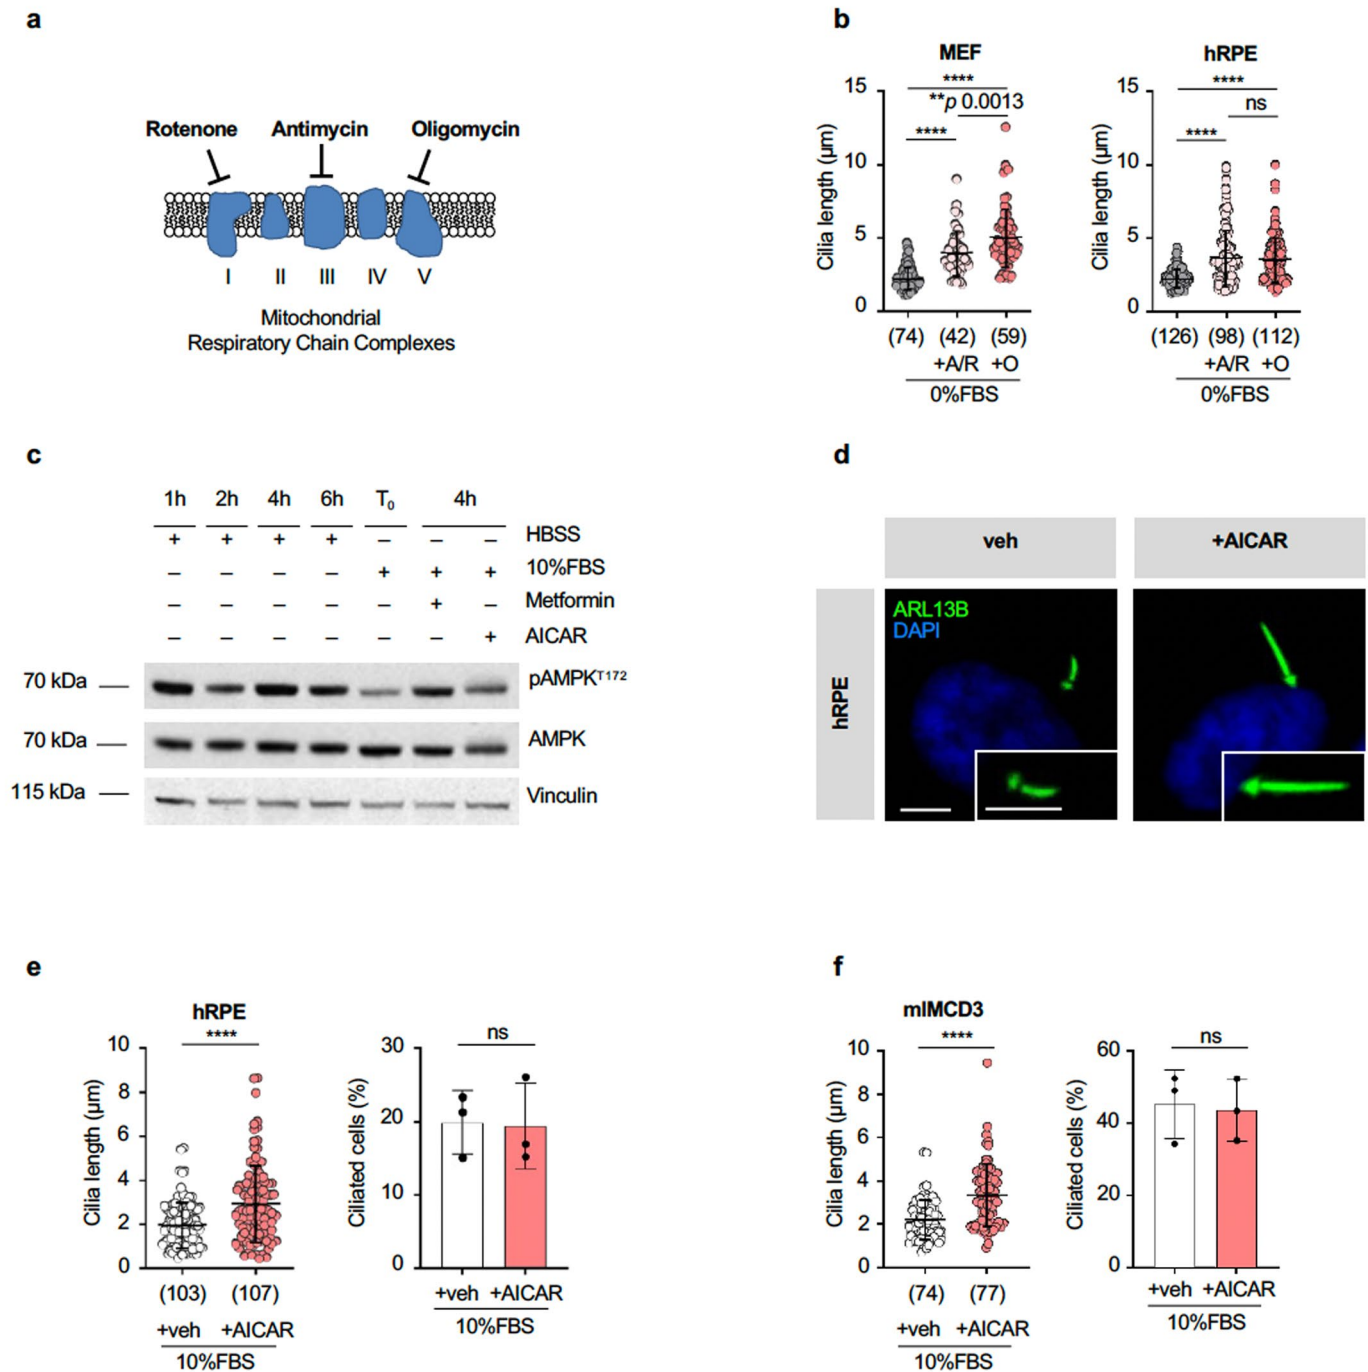 a
Rotenone Antimycin Oligomycin
I II III IV V
Mitochondrial
Respiratory Chain Complexes
b
MEF
****
**p 0.0013
****
Cilia length (µm)
15
10
5
0
(74) (42) (59)
+A/R +O
0%FBS
hRPE
****
ns
****
Cilia length (µm)
15
10
5
0
(126) (98) (112)
+A/R +O
0%FBS
c
1h 2h 4h 6h T0 4h
+ + + + – – – HBSS
– – – – + + + 10%FBS
– – – – – + – Metformin
– – – – – – + AICAR
70 kDa pAMPKT172
70 kDa AMPK
115 kDa Vinculin
d
veh +AICAR
hRPE
ARL13B
DAPI
e
hRPE
****
Cilia length (µm)
10
8
6
4
2
0
(103) (107)
+veh +AICAR
10%FBS
ns
Ciliated cells (%)
30
20
10
0
+veh +AICAR
10%FBS
f
mIMCD3
****
Cilia length (µm)
10
8
6
4
2
0
(74) (77)
+veh +AICAR
10%FBS
ns
Ciliated cells (%)
60
40
20
0
+veh +AICAR
10%FBS